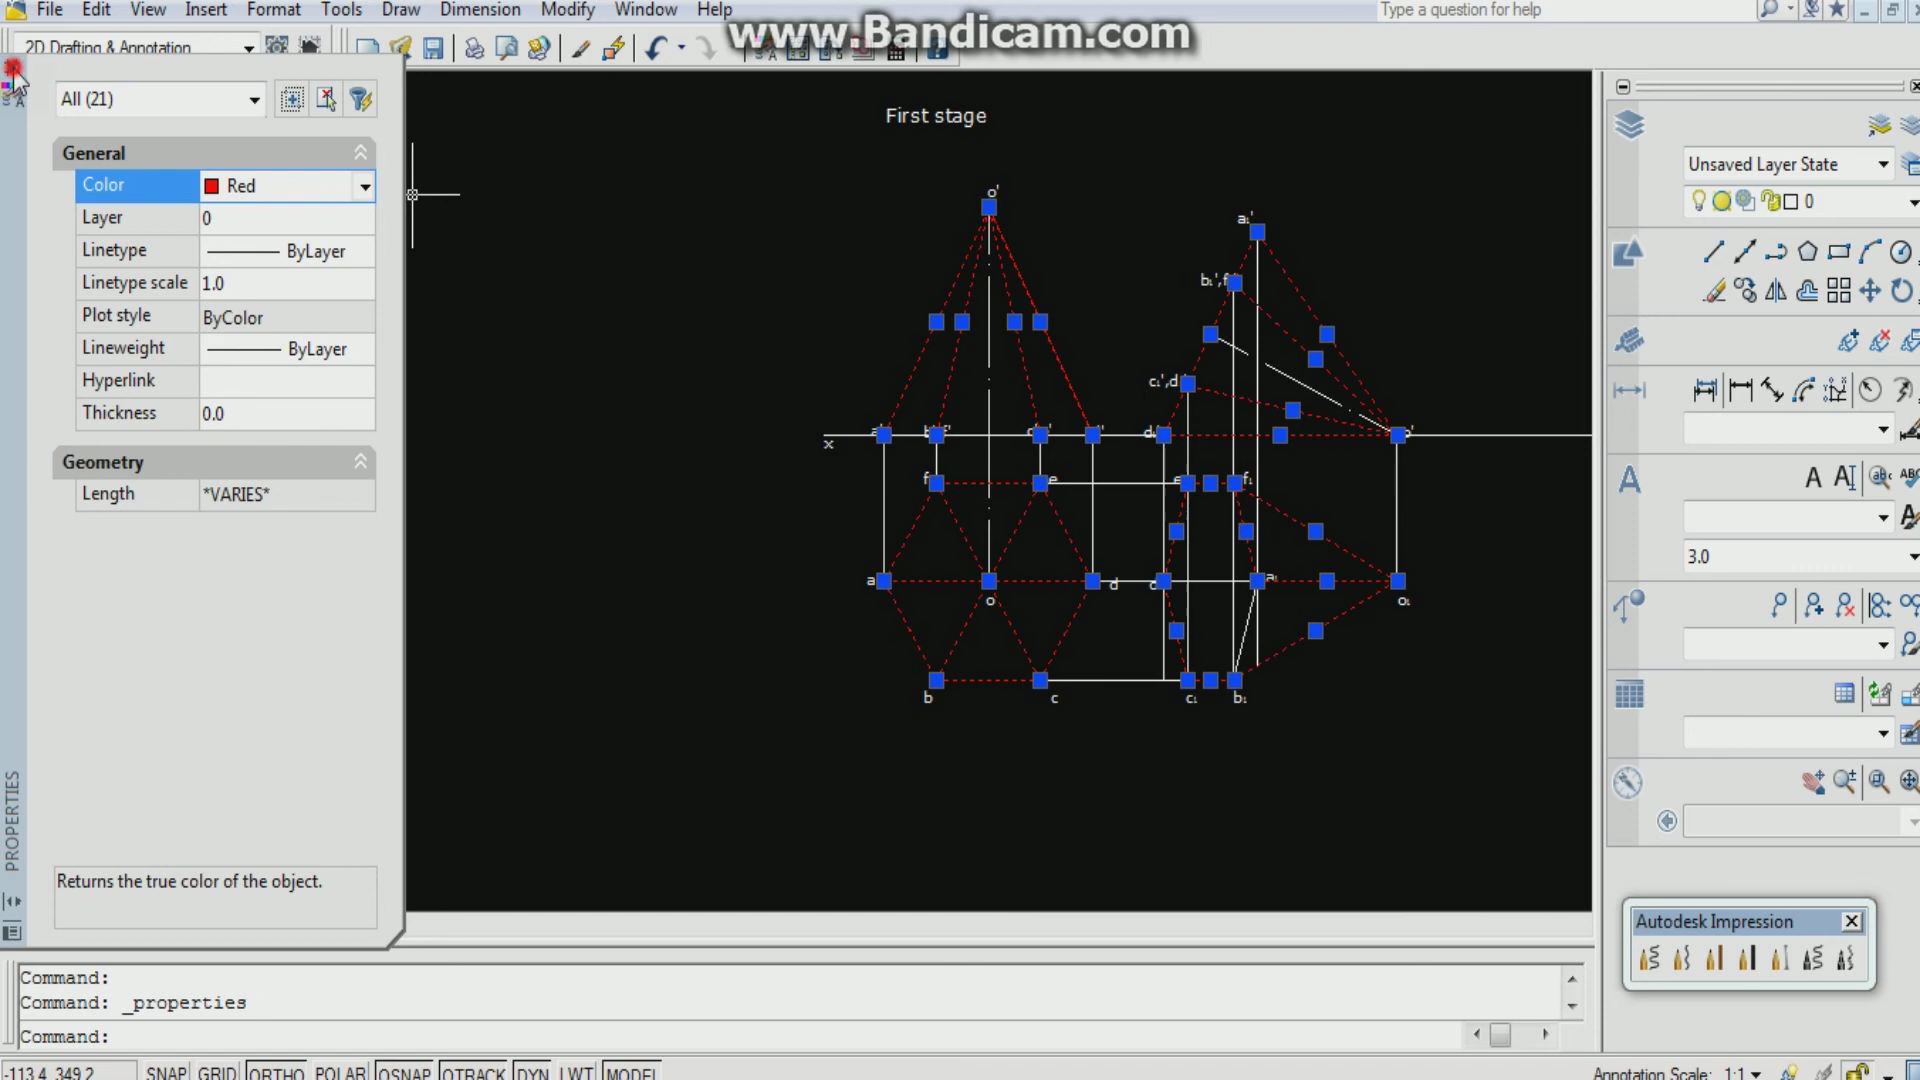 File Edit View Insert Format Tools Draw Dimension Modify Window Help
www.Bandicam.com
Type a question for help
2D Drafting & Annotation
All (21)
General
Color Red
Layer 0
Linetype ByLayer
Linetype scale 1.0
Plot style ByColor
Lineweight ByLayer
Hyperlink
Thickness 0.0
Geometry
Length *VARIES*
Returns the true color of the object.
PROPERTIES
First stage
o'
a₁'
b₁',f
c₁',d
x
f
e
f₁
a
o
d
o₁
b
c
c₁
b₁
Unsaved Layer State
0
3.0
Autodesk Impression
Command:
Command: _properties
Command:
-113.4, 349.2 SNAP GRID ORTHO POLAR OSNAP OTRACK DYN LWT MODEL
Annotation Scale: 1:1